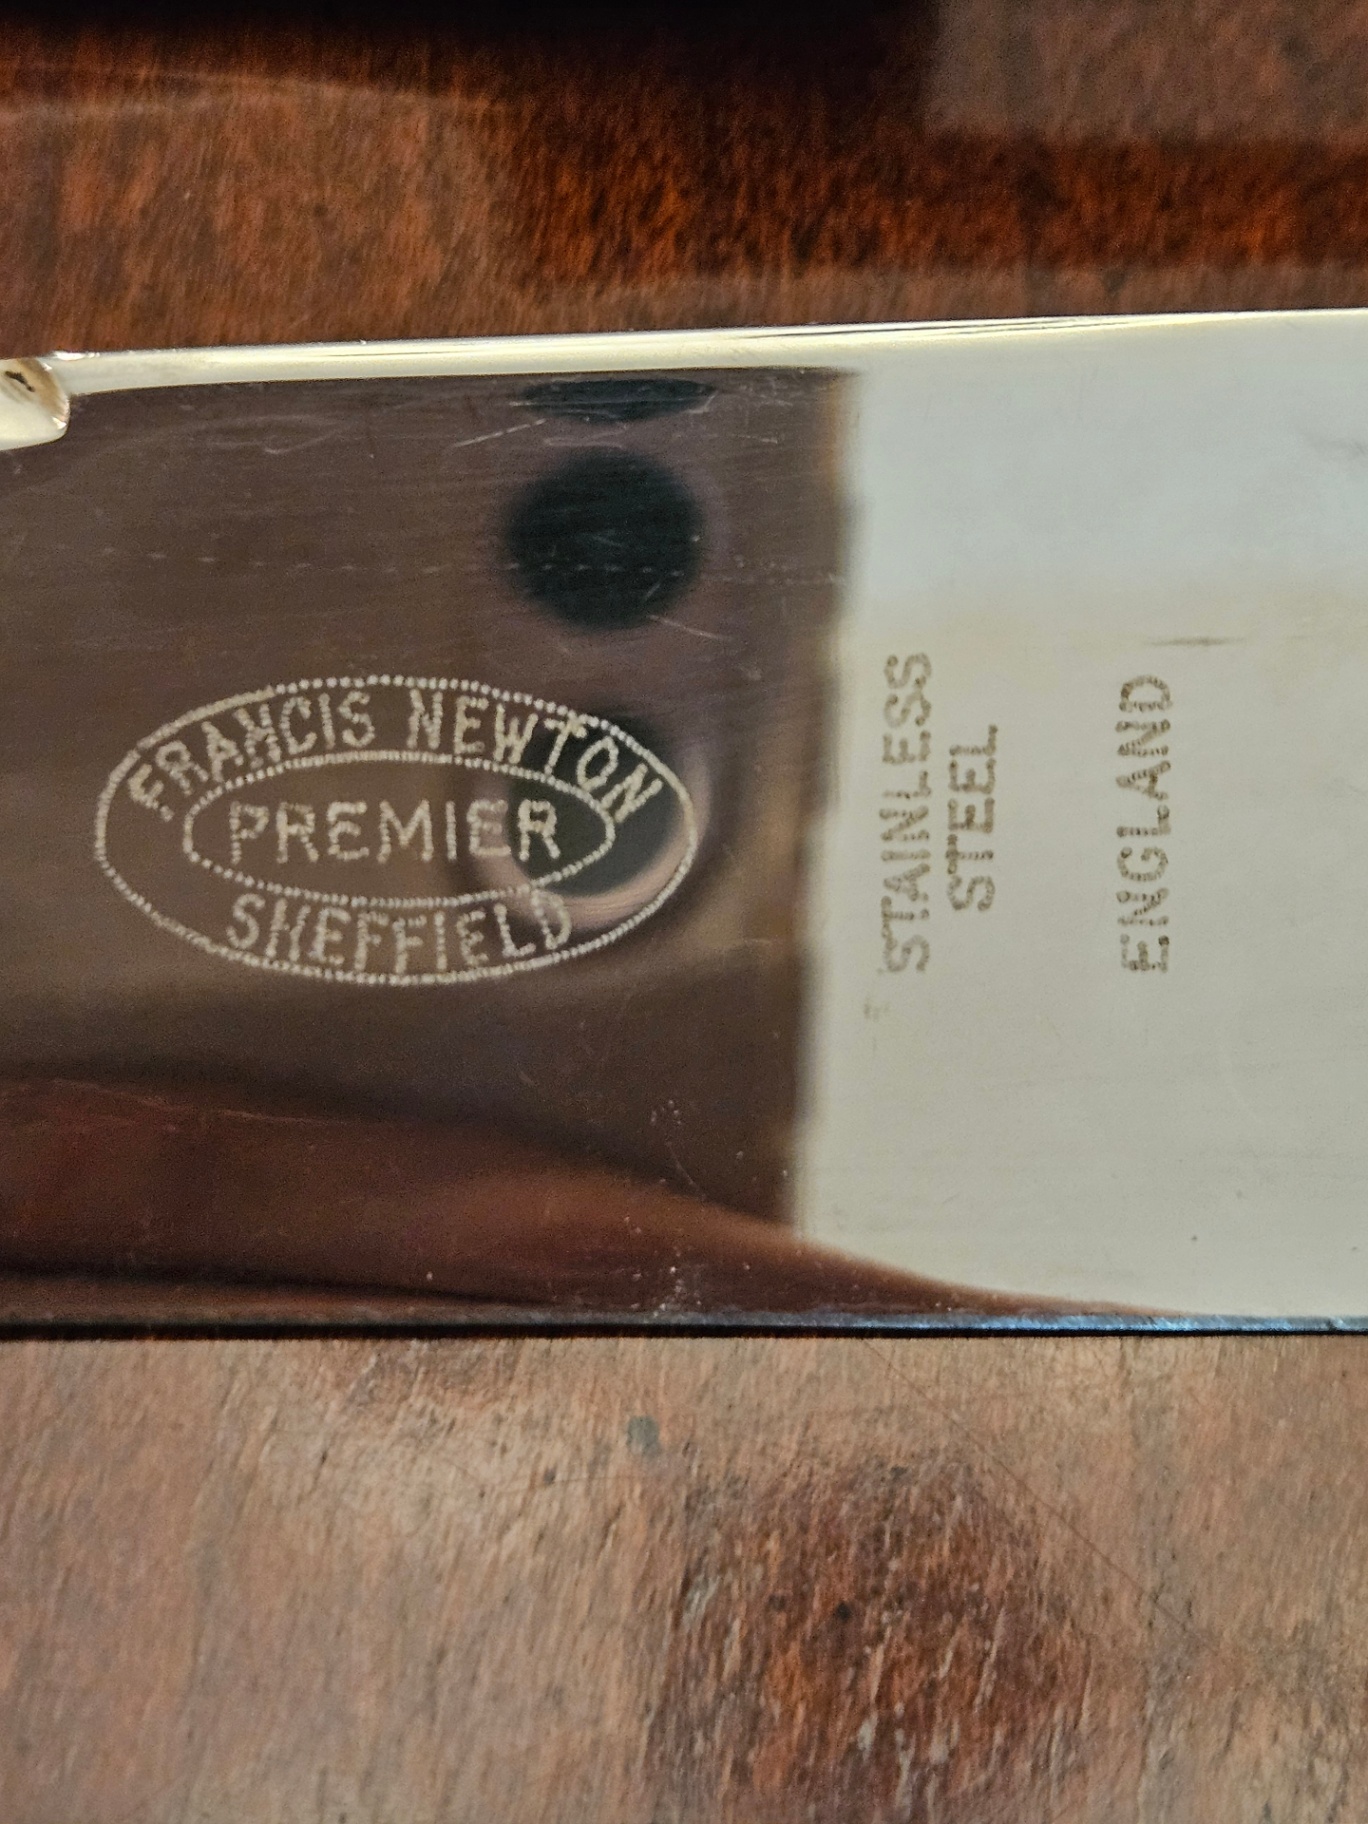 FRANCIS NEWTON
PREMIER
SHEFFIELD
STAINLESS
STEEL
ENGLAND